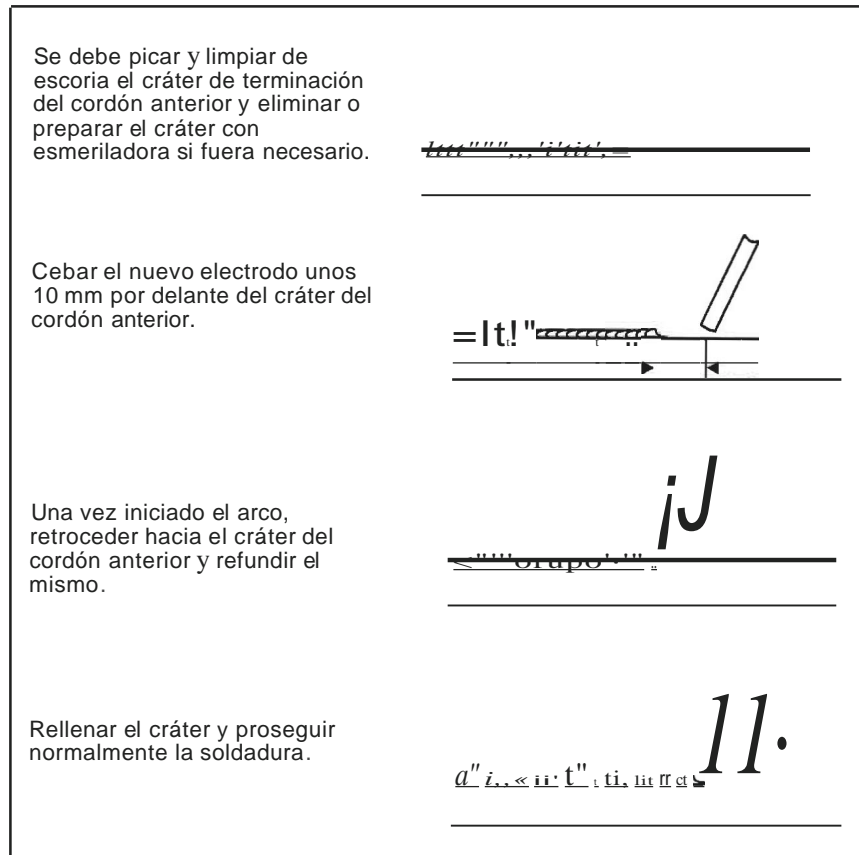 Se debe picar y limpiar de
escoria el cráter de terminación
del cordón anterior y eliminar o
preparar el cráter con
esmeriladora si fuera necesario.
Cebar el nuevo electrodo unos
10 mm por delante del cráter del
cordón anterior.
Una vez iniciado el arco,
retroceder hacia el cráter del
cordón anterior y refundir el
mismo.
Rellenar el cráter y proseguir
normalmente la soldadura.